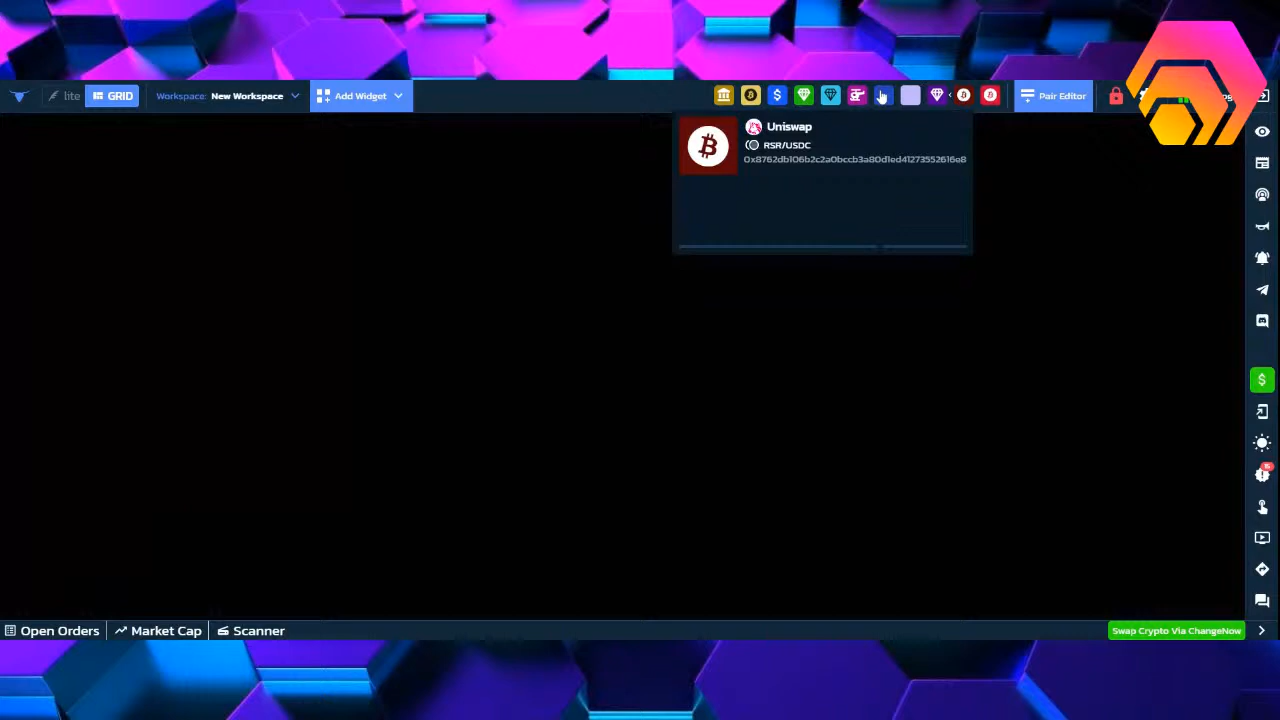 lite
GRID
Workspace: New Workspace
Add Widget
Pair Editor
Uniswap
RSR/USDC
0x8762db106b2c2a0bccb3a80d1ed41273552616e8
Open Orders
Market Cap
Scanner
Swap Crypto Via ChangeNow